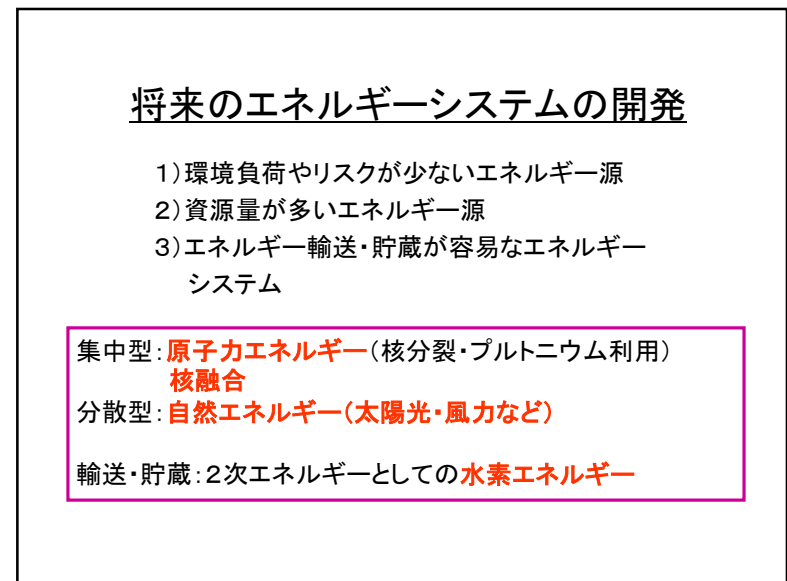 将来のエネルギーシステムの開発
１）環境負荷やリスクが少ないエネルギー源
２）資源量が多いエネルギー源
３）エネルギー輸送・貯蔵が容易なエネルギー
システム
集中型：原子力エネルギー（核分裂・プルトニウム利用）
核融合
分散型：自然エネルギー（太陽光・風力など）
輸送・貯蔵：２次エネルギーとしての水素エネルギー